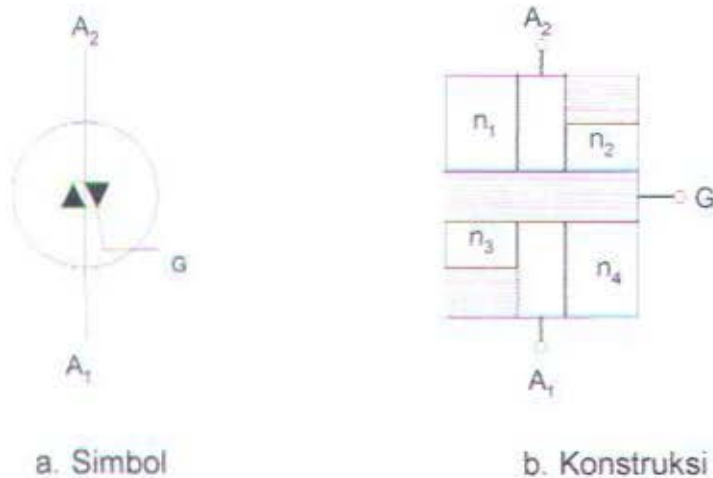 A₂
G
A₁
a. Simbol
A₂
n₁
n₂
G
n₃
n₄
A₁
b. Konstruksi